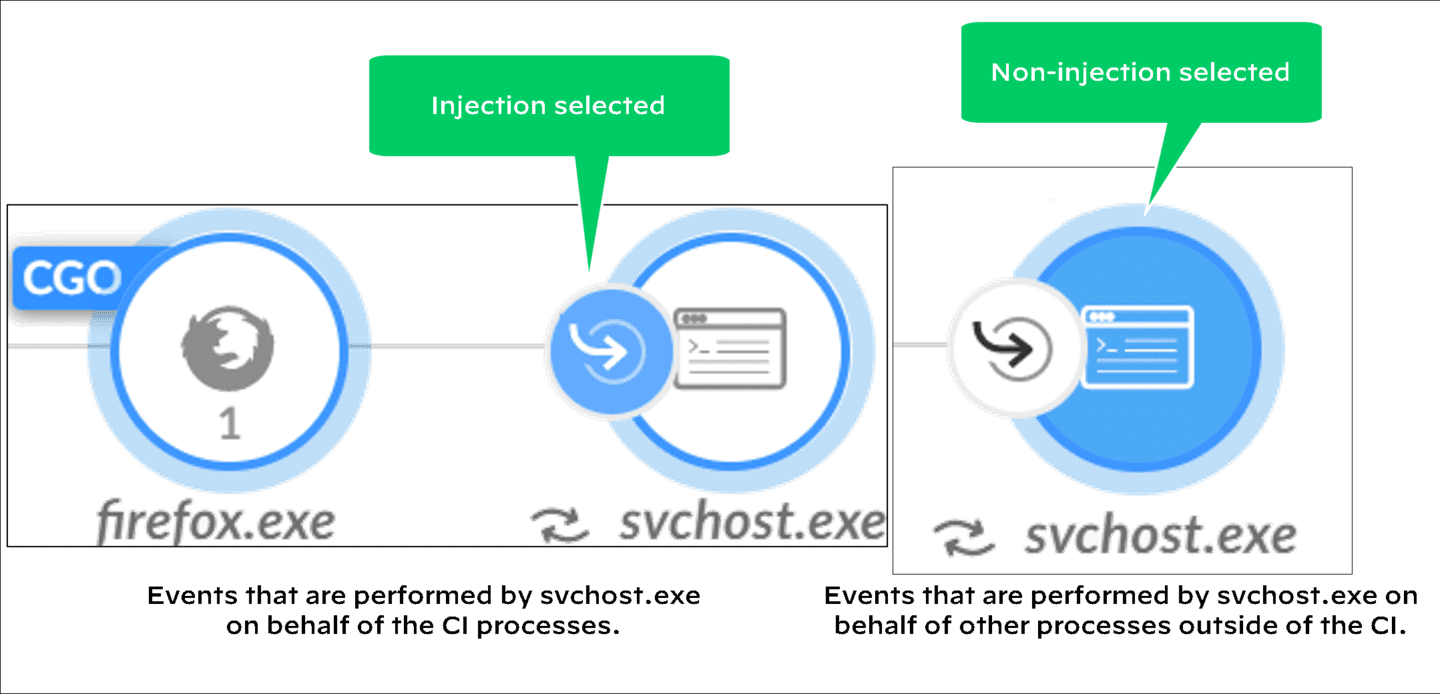 Injection selected
Non-injection selected
CGO
1
firefox.exe
svchost.exe
svchost.exe
Events that are performed by svchost.exe
on behalf of the CI processes.
Events that are performed by svchost.exe on
behalf of other processes outside of the CI.